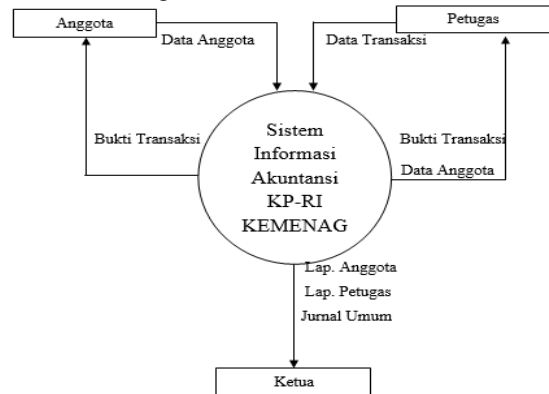 Anggota
Petugas
Data Anggota
Data Transaksi
Bukti Transaksi
Sistem
Informasi
Akuntansi
KP-RI
KEMENAG
Bukti Transaksi
Data Anggota
Lap. Anggota
Lap. Petugas
Jurnal Umum
Ketua